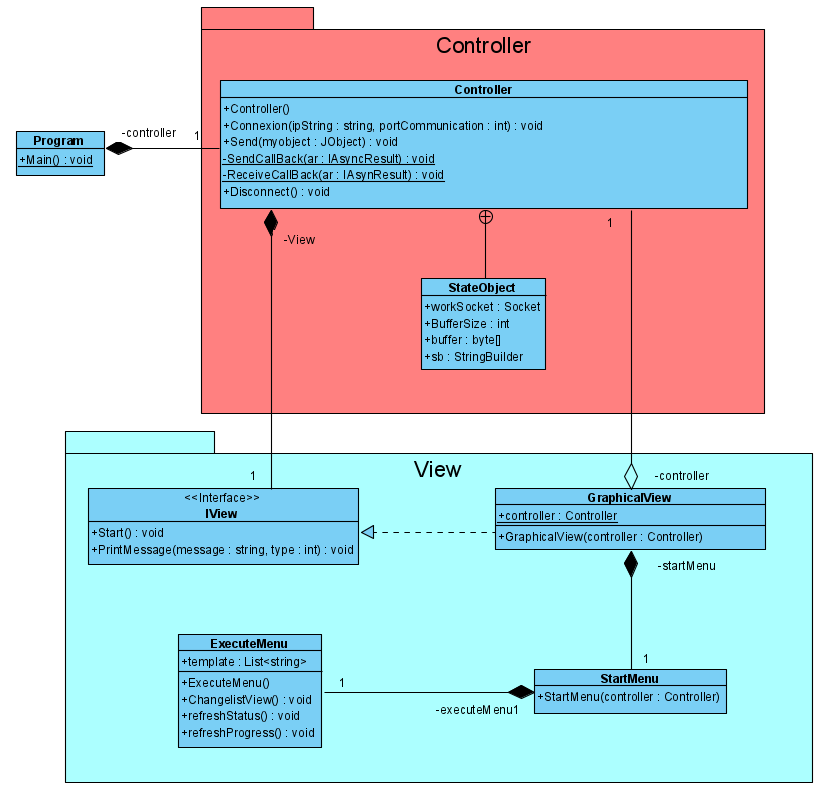 Controller
Controller
+Controller()
+Connexion(ipString : string, portCommunication : int) : void
+Send(myobject : JObject) : void
-SendCallBack(ar : IAsyncResult) : void
-ReceiveCallBack(ar : IAsynResult) : void
+Disconnect() : void
Program
+Main() : void
-controller
1
-View
1
StateObject
+workSocket : Socket
+BufferSize : int
+buffer : byte[]
+sb : StringBuilder
View
1
-controller
<<Interface>>
IView
+Start() : void
+PrintMessage(message : string, type : int) : void
GraphicalView
+controller : Controller
+GraphicalView(controller : Controller)
-startMenu
1
ExecuteMenu
+template : List<string>
+ExecuteMenu()
+ChangelistView() : void
+refreshStatus() : void
+refreshProgress() : void
1
-executeMenu1
StartMenu
+StartMenu(controller : Controller)